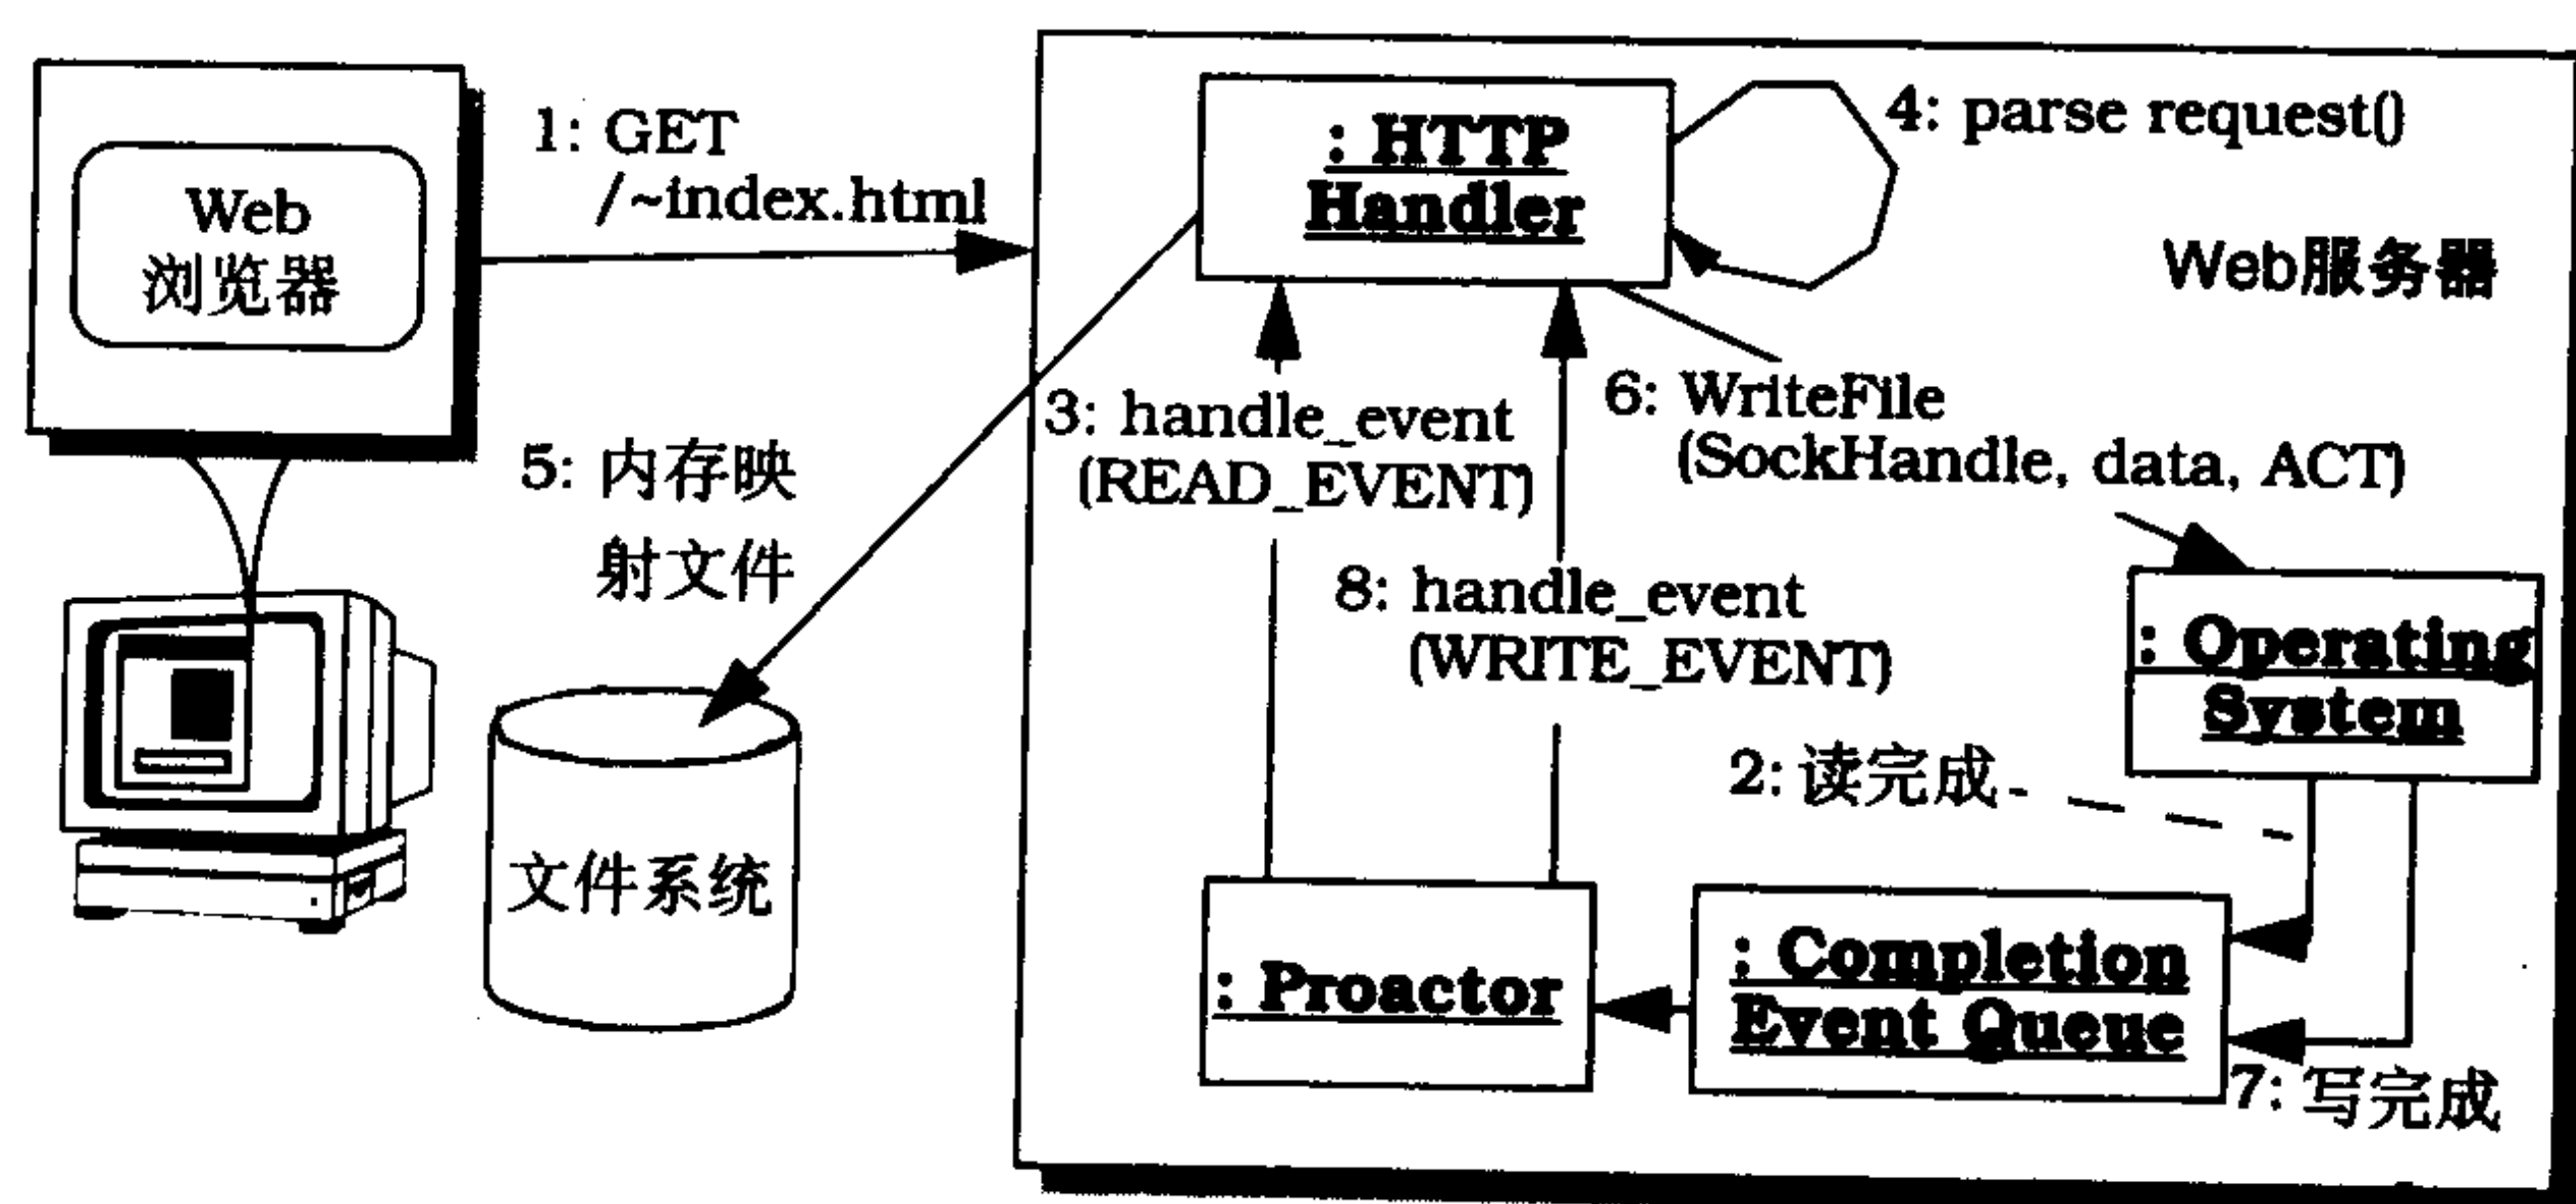 Web
浏览器
1: GET
/~index.html
: HTTP
Handler
4: parse request()
Web服务器
3: handle_event
(READ_EVENT)
6: WriteFile
(SockHandle, data, ACT)
5: 内存映
射文件
8: handle_event
(WRITE_EVENT)
: Operating
System
2: 读完成
文件系统
: Proactor
: Completion
Event Queue
7: 写完成